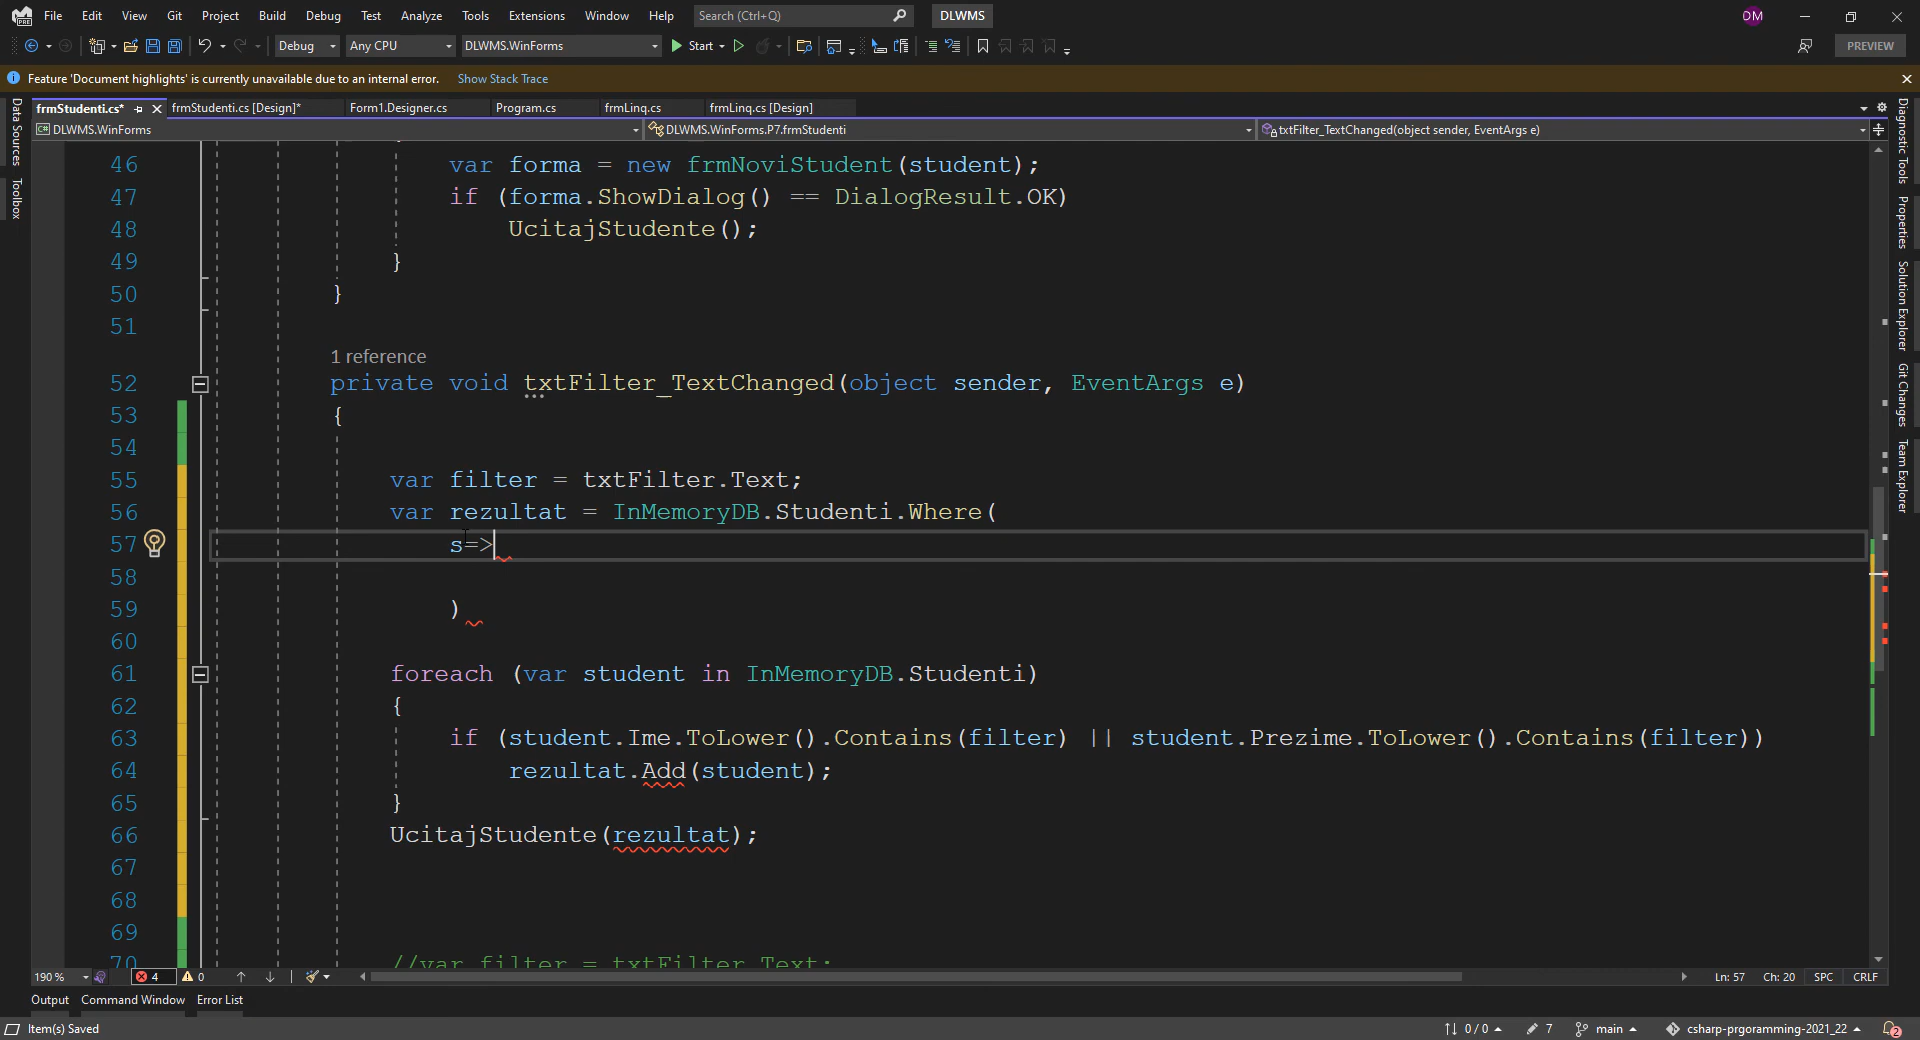 File Edit View Git Project Build Debug Test Analyze Tools Extensions Window Help Search (Ctrl+Q) DLWMS DM
PRE Debug Any CPU DLWMS.WinForms Start PREVIEW
Feature 'Document highlights' is currently unavailable due to an internal error. Show Stack Trace
frmStudenti.cs* frmStudenti.cs [Design]* Form1.Designer.cs Program.cs frmLinq.cs frmLinq.cs [Design]
DLWMS.WinForms DLWMS.WinForms.P7.frmStudenti txtFilter_TextChanged(object sender, EventArgs e)
Data Sources
Toolbox
46 var forma = new frmNoviStudent(student);
47 if (forma.ShowDialog() == DialogResult.OK)
48 UcitajStudente();
49 }
50 }
51
1 reference
52 private void txtFilter_TextChanged(object sender, EventArgs e)
53 {
54
55 var filter = txtFilter.Text;
56 var rezultat = InMemoryDB.Studenti.Where(
57 s=>
58
59 )
60
61 foreach (var student in InMemoryDB.Studenti)
62 {
63 if (student.Ime.ToLower().Contains(filter) || student.Prezime.ToLower().Contains(filter))
64 rezultat.Add(student);
65 }
66 UcitajStudente(rezultat);
67
68
69
70 //var filter = txtFilter.Text;
Diagnostic Tools
Properties
Solution Explorer
Git Changes
Team Explorer
190 % 4 0 Ln: 57 Ch: 20 SPC CRLF
Output Command Window Error List
Item(s) Saved 0 / 0 7 main csharp-prgoramming-2021_22 2